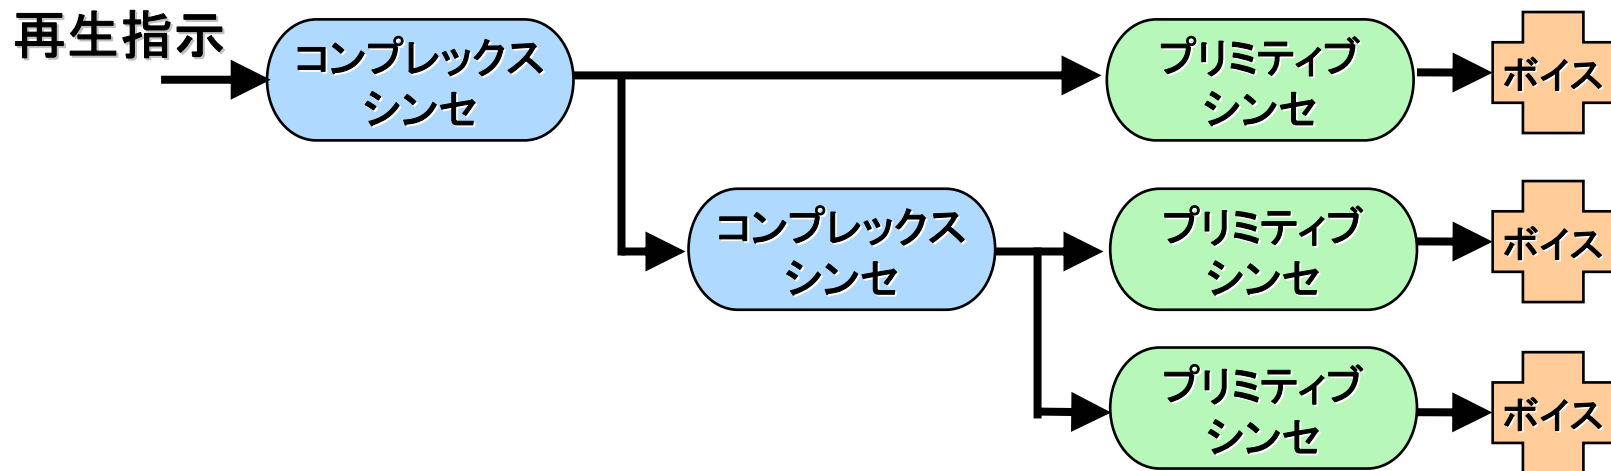 再生指示
コンプレックス
シンセ
プリミティブ
シンセ
ボイス
コンプレックス
シンセ
プリミティブ
シンセ
ボイス
プリミティブ
シンセ
ボイス